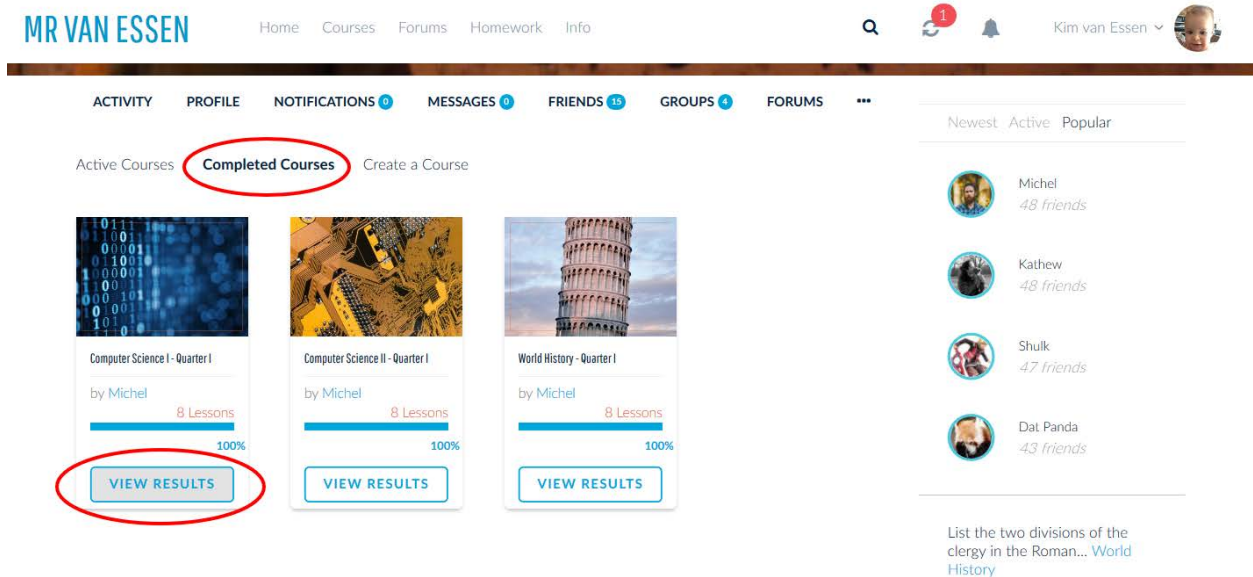 MR VAN ESSEN Home Courses Forums Homework Info 1 Kim van Essen
ACTIVITY PROFILE NOTIFICATIONS 0 MESSAGES 0 FRIENDS 15 GROUPS 4 FORUMS •••
Active Courses Completed Courses Create a Course
Computer Science I - Quarter I
by Michel
8 Lessons
100%
VIEW RESULTS
Computer Science II - Quarter I
by Michel
8 Lessons
100%
VIEW RESULTS
World History - Quarter I
by Michel
8 Lessons
100%
VIEW RESULTS
Newest Active Popular
Michel
48 friends
Kathew
48 friends
Shulk
47 friends
Dat Panda
43 friends
List the two divisions of the
clergy in the Roman... World
History